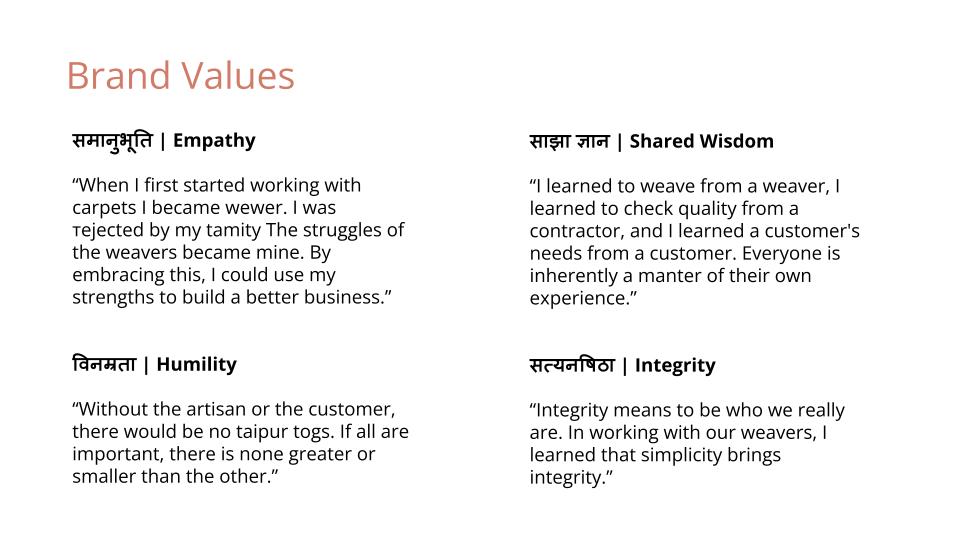 Brand Values
समानुभूति | Empathy
“When I first started working with
carpets I became wewer. I was
тejected by my tamity The struggles of
the weavers became mine. By
embracing this, I could use my
strengths to build a better business.”
साझा ज्ञान | Shared Wisdom
“I learned to weave from a weaver, I
learned to check quality from a
contractor, and I learned a customer's
needs from a customer. Everyone is
inherently a manter of their own
experience.”
विनम्रता | Humility
“Without the artisan or the customer,
there would be no taipur togs. If all are
important, there is none greater or
smaller than the other.”
सत्यनिष्ठा | Integrity
“Integrity means to be who we really
are. In working with our weavers, I
learned that simplicity brings
integrity.”